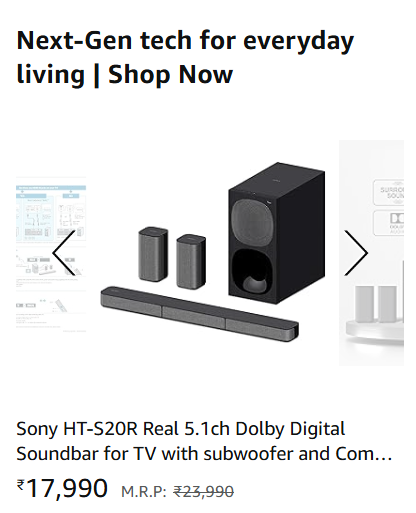 Next-Gen tech for everyday
living | Shop Now
SURROUND
SOUND
DOLBY
AUDIO
Sony HT-S20R Real 5.1ch Dolby Digital
Soundbar for TV with subwoofer and Com...
₹17,990 M.R.P: ₹23,990